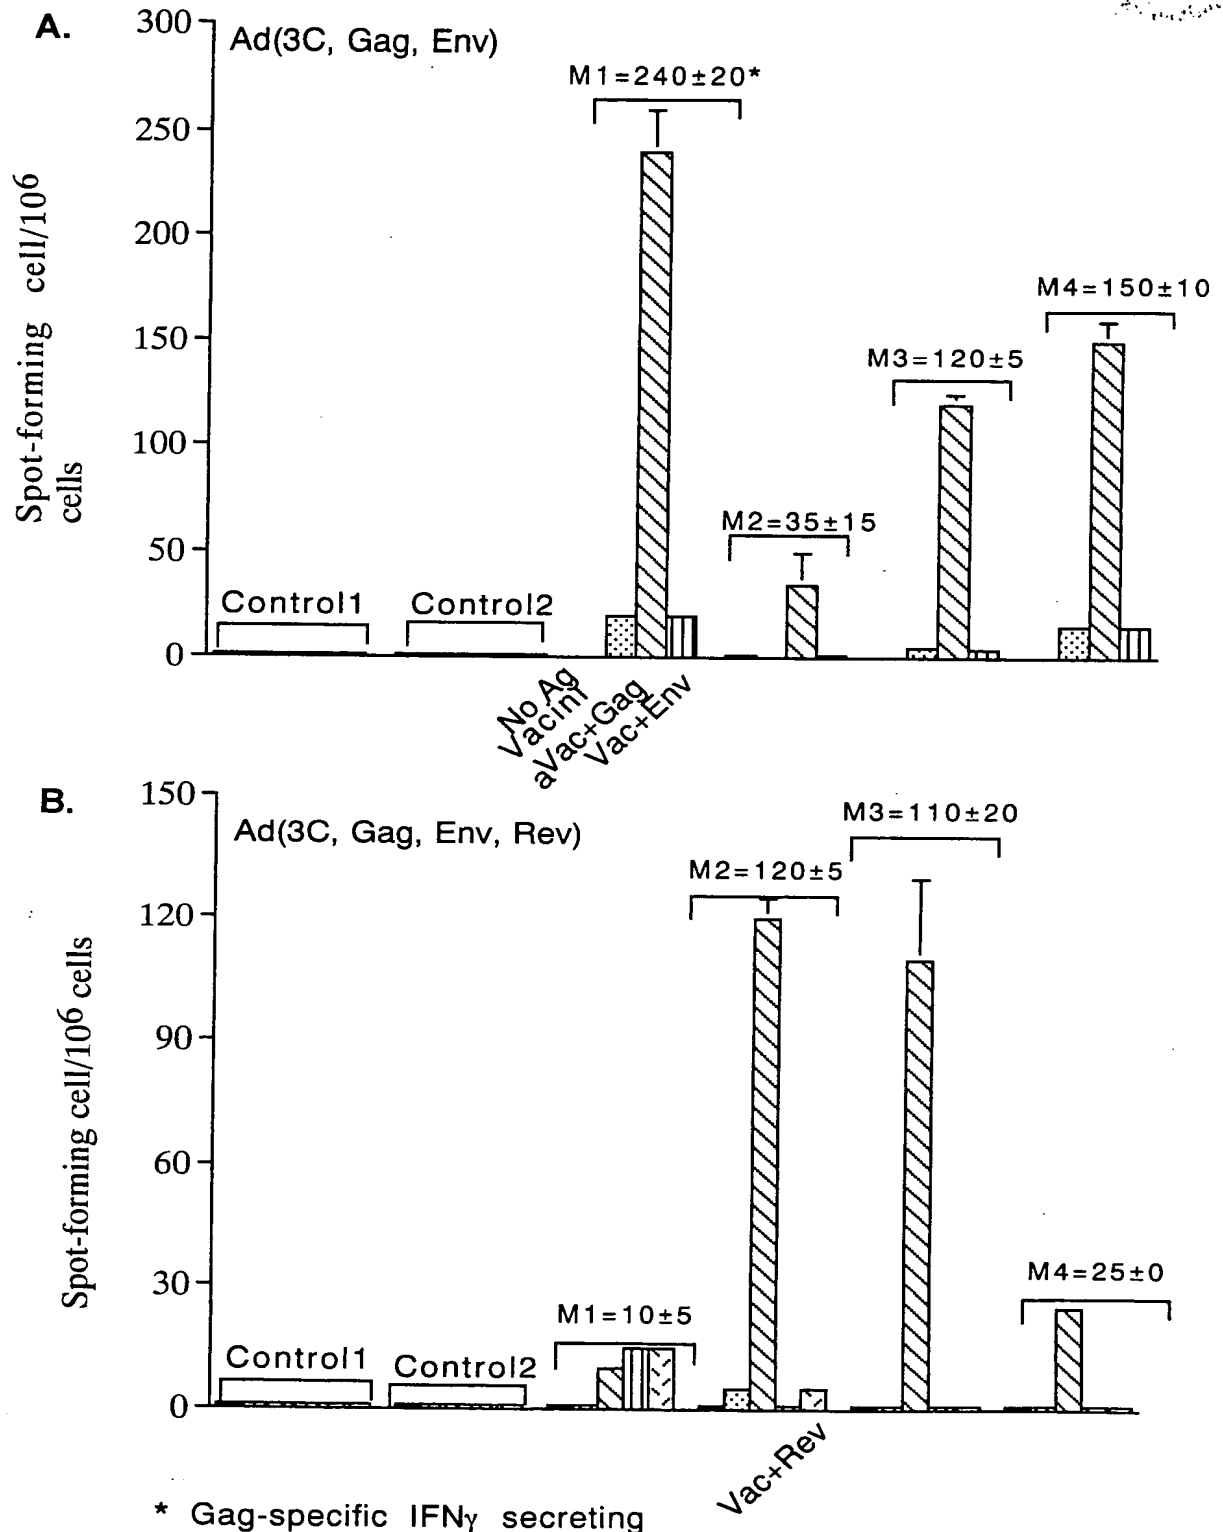 A.
Ad(3C, Gag, Env)
Spot-forming cell/10⁶
cells
300
250
200
150
100
50
0
Control1
Control2
M1=240±20*
M2=35±15
M3=120±5
M4=150±10
No Ag
Vacinf
aVac+Gag
Vac+Env
B.
Ad(3C, Gag, Env, Rev)
Spot-forming cell/10⁶ cells
150
120
90
60
30
0
Control1
Control2
M1=10±5
M2=120±5
M3=110±20
M4=25±0
Vac+Rev
* Gag-specific IFNγ secreting